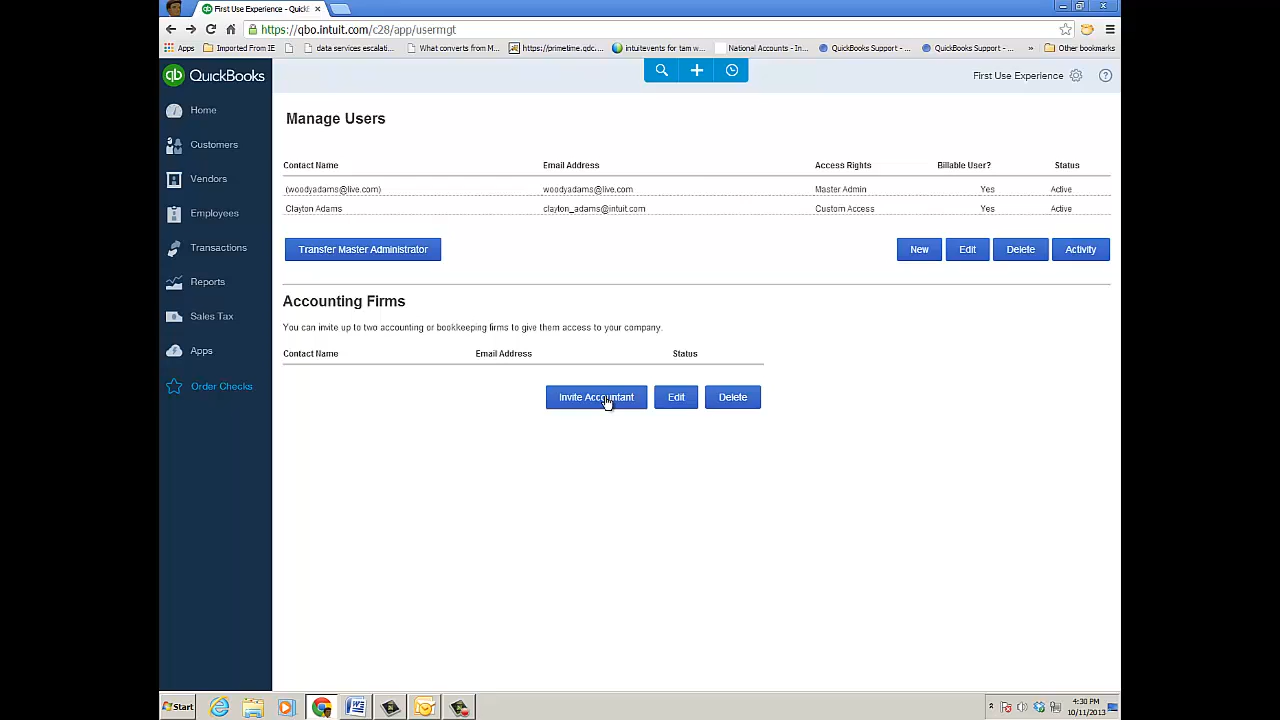 First Use Experience - QuickB
https://qbo.intuit.com/c28/app/usermgt
Apps Imported From IE data services escalati... What converts from M... https://primetime.qdc... intuitevents for tam w... National Accounts - In... QuickBooks Support - ... QuickBooks Support - ... » Other bookmarks
qb QuickBooks
First Use Experience
Home
Customers
Vendors
Employees
Transactions
Reports
Sales Tax
Apps
Order Checks
Manage Users
Contact Name Email Address Access Rights Billable User? Status
(woodyadams@live.com) woodyadams@live.com Master Admin Yes Active
Clayton Adams clayton_adams@intuit.com Custom Access Yes Active
Transfer Master Administrator New Edit Delete Activity
Accounting Firms
You can invite up to two accounting or bookkeeping firms to give them access to your company.
Contact Name Email Address Status
Invite Accountant Edit Delete
Start
4:30 PM
10/11/2013